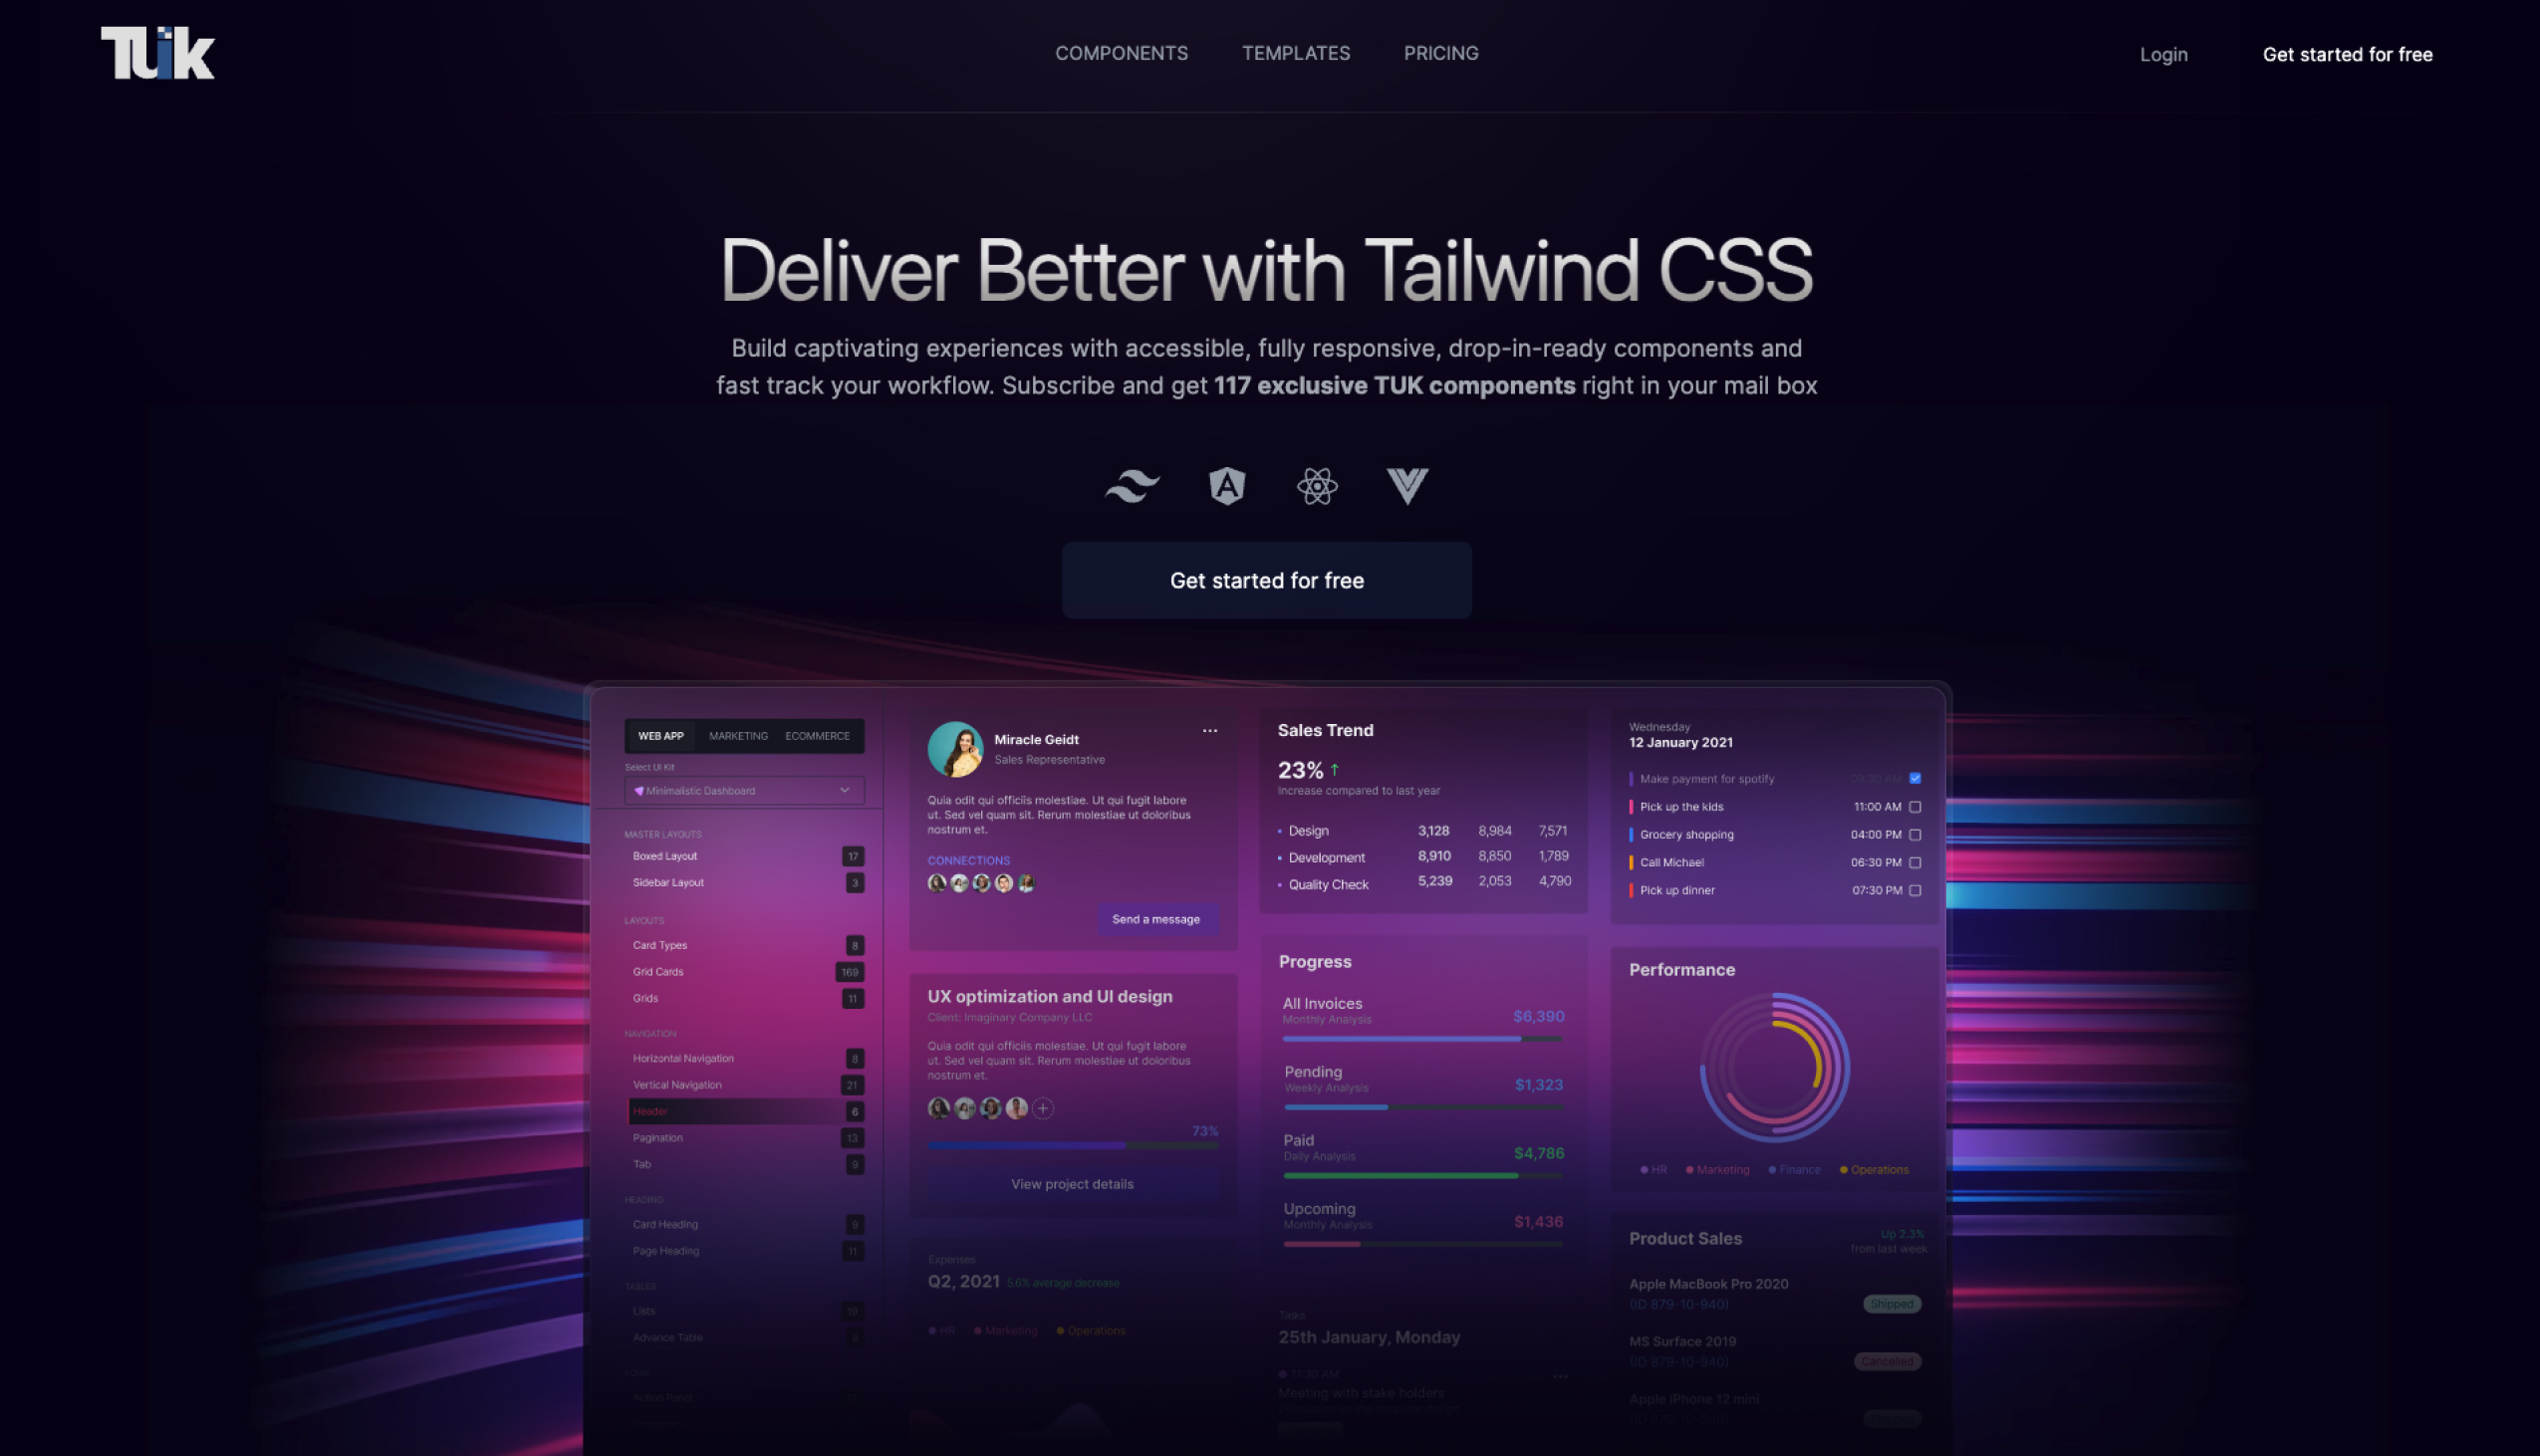 TUk
COMPONENTS
TEMPLATES
PRICING
Login
Get started for free
Deliver Better with Tailwind CSS
Build captivating experiences with accessible, fully responsive, drop-in-ready components and
fast track your workflow. Subscribe and get 117 exclusive TUK components right in your mail box
Get started for free
WEB APP
MARKETING
ECOMMERCE
Select UI Kit
Minimalistic Dashboard
MASTER LAYOUTS
Boxed Layout 17
Sidebar Layout 3
LAYOUTS
Card Types 8
Grid Cards 169
Grids 11
NAVIGATION
Horizontal Navigation 8
Vertical Navigation 21
Header 6
Pagination 13
Tab 9
HEADING
Card Heading 9
Page Heading 11
TABLES
Lists 19
Advance Table 6
FORM
Action Panel
Miracle Geidt
Sales Representative
Quia odit qui officiis molestiae. Ut qui fugit labore
ut. Sed vel quam sit. Rerum molestiae ut doloribus
nostrum et.
CONNECTIONS
Send a message
UX optimization and UI design
Client: Imaginary Company LLC
Quia odit qui officiis molestiae. Ut qui fugit labore
ut. Sed vel quam sit. Rerum molestiae ut doloribus
nostrum et.
73%
View project details
Expenses
Q2, 2021 5.6% average decrease
HR Marketing Operations
Sales Trend
23%
Increase compared to last year
Design 3,128 8,984 7,571
Development 8,910 8,850 1,789
Quality Check 5,239 2,053 4,790
Progress
All Invoices
Monthly Analysis
$6,390
Pending
Weekly Analysis
$1,323
Paid
Daily Analysis
$4,786
Upcoming
Monthly Analysis
$1,436
Tasks
25th January, Monday
11:30 AM
Meeting with stake holders
Wednesday
12 January 2021
Make payment for spotify 09:30 AM
Pick up the kids 11:00 AM
Grocery shopping 04:00 PM
Call Michael 06:30 PM
Pick up dinner 07:30 PM
Performance
HR Marketing Finance Operations
Product Sales
Up 2.3%
from last week
Apple MacBook Pro 2020
(ID 879-10-940)
Shipped
MS Surface 2019
(ID 879-10-940)
Cancelled
Apple iPhone 12 mini
(ID 879-10-940)